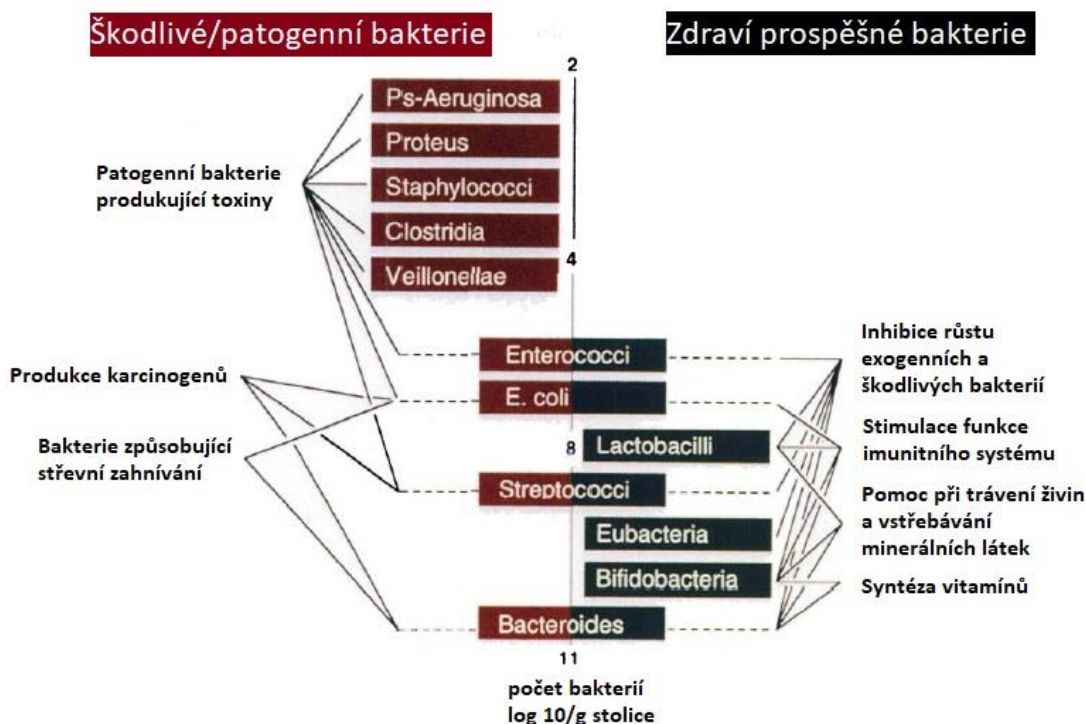 Škodlivé/patogenní bakterie
Zdraví prospěšné bakterie
2
Ps-Aeruginosa
Proteus
Patogenní bakterie
produkující toxiny
Staphylococci
Clostridia
4
Veillonellae
Enterococci
Inhibice růstu
exogenních a
škodlivých bakterií
Produkce karcinogenů
E. coli
Bakterie způsobující
střevní zahnívání
8
Lactobacilli
Stimulace funkce
imunitního systému
Streptococci
Pomoc při trávení živin
a vstřebávání
minerálních látek
Eubacteria
Bifidobacteria
Syntéza vitamínů
Bacteroides
11
počet bakterií
log 10/g stolice